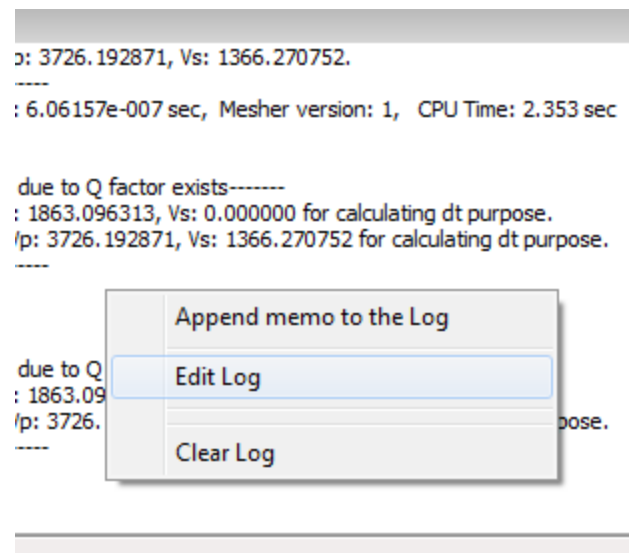 p: 3726.192871, Vs: 1366.270752.
-----
: 6.06157e-007 sec, Mesher version: 1, CPU Time: 2.353 sec
due to Q factor exists-------
: 1863.096313, Vs: 0.000000 for calculating dt purpose.
/p: 3726.192871, Vs: 1366.270752 for calculating dt purpose.
-----
Append memo to the Log
due to Q
Edit Log
: 1863.09
/p: 3726.
pose.
-----
Clear Log